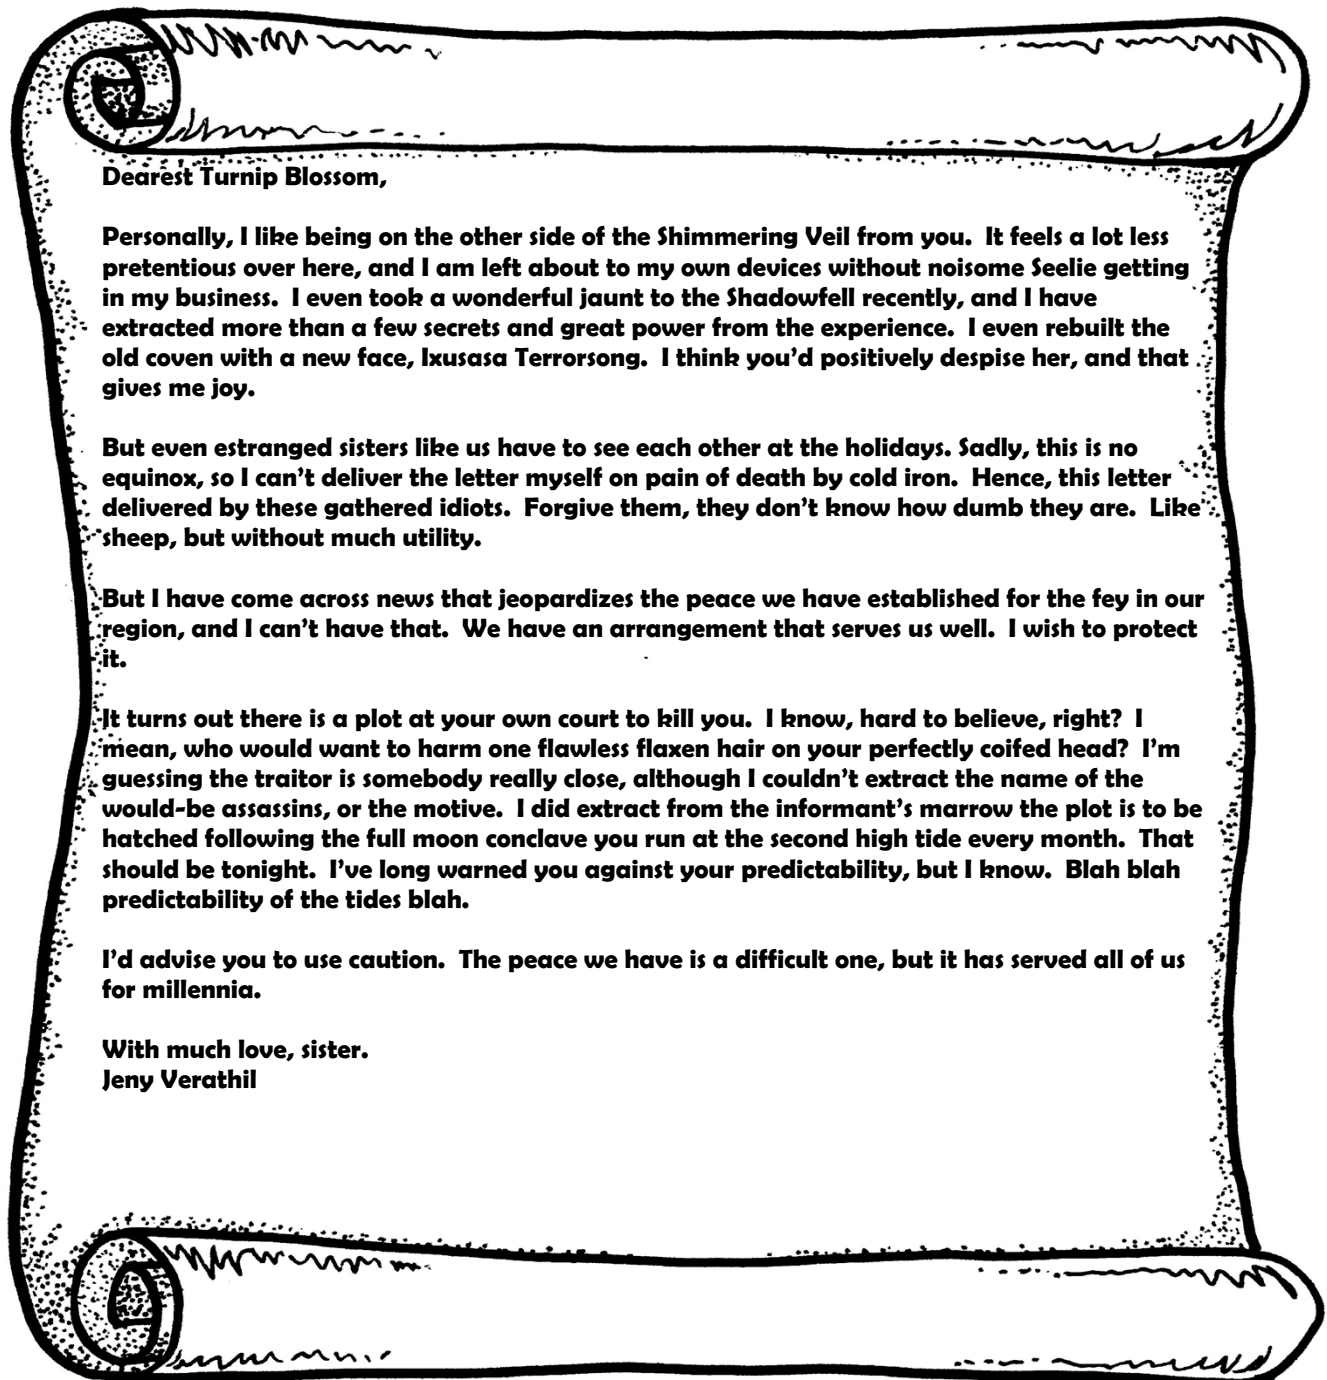 Dearest Turnip Blossom,
Personally, I like being on the other side of the Shimmering Veil from you. It feels a lot less
pretentious over here, and I am left about to my own devices without noisome Seelie getting
in my business. I even took a wonderful jaunt to the Shadowfell recently, and I have
extracted more than a few secrets and great power from the experience. I even rebuilt the
old coven with a new face, Ixusasa Terrorsong. I think you'd positively despise her, and that
gives me joy.
But even estranged sisters like us have to see each other at the holidays. Sadly, this is no
equinox, so I can't deliver the letter myself on pain of death by cold iron. Hence, this letter
delivered by these gathered idiots. Forgive them, they don't know how dumb they are. Like
sheep, but without much utility.
But I have come across news that jeopardizes the peace we have established for the fey in our
region, and I can't have that. We have an arrangement that serves us well. I wish to protect
it.
It turns out there is a plot at your own court to kill you. I know, hard to believe, right? I
mean, who would want to harm one flawless flaxen hair on your perfectly coifed head? I'm
guessing the traitor is somebody really close, although I couldn't extract the name of the
would-be assassins, or the motive. I did extract from the informant's marrow the plot is to be
hatched following the full moon conclave you run at the second high tide every month. That
should be tonight. I've long warned you against your predictability, but I know. Blah blah
predictability of the tides blah.
I'd advise you to use caution. The peace we have is a difficult one, but it has served all of us
for millennia.
With much love, sister.
Jeny Verathil